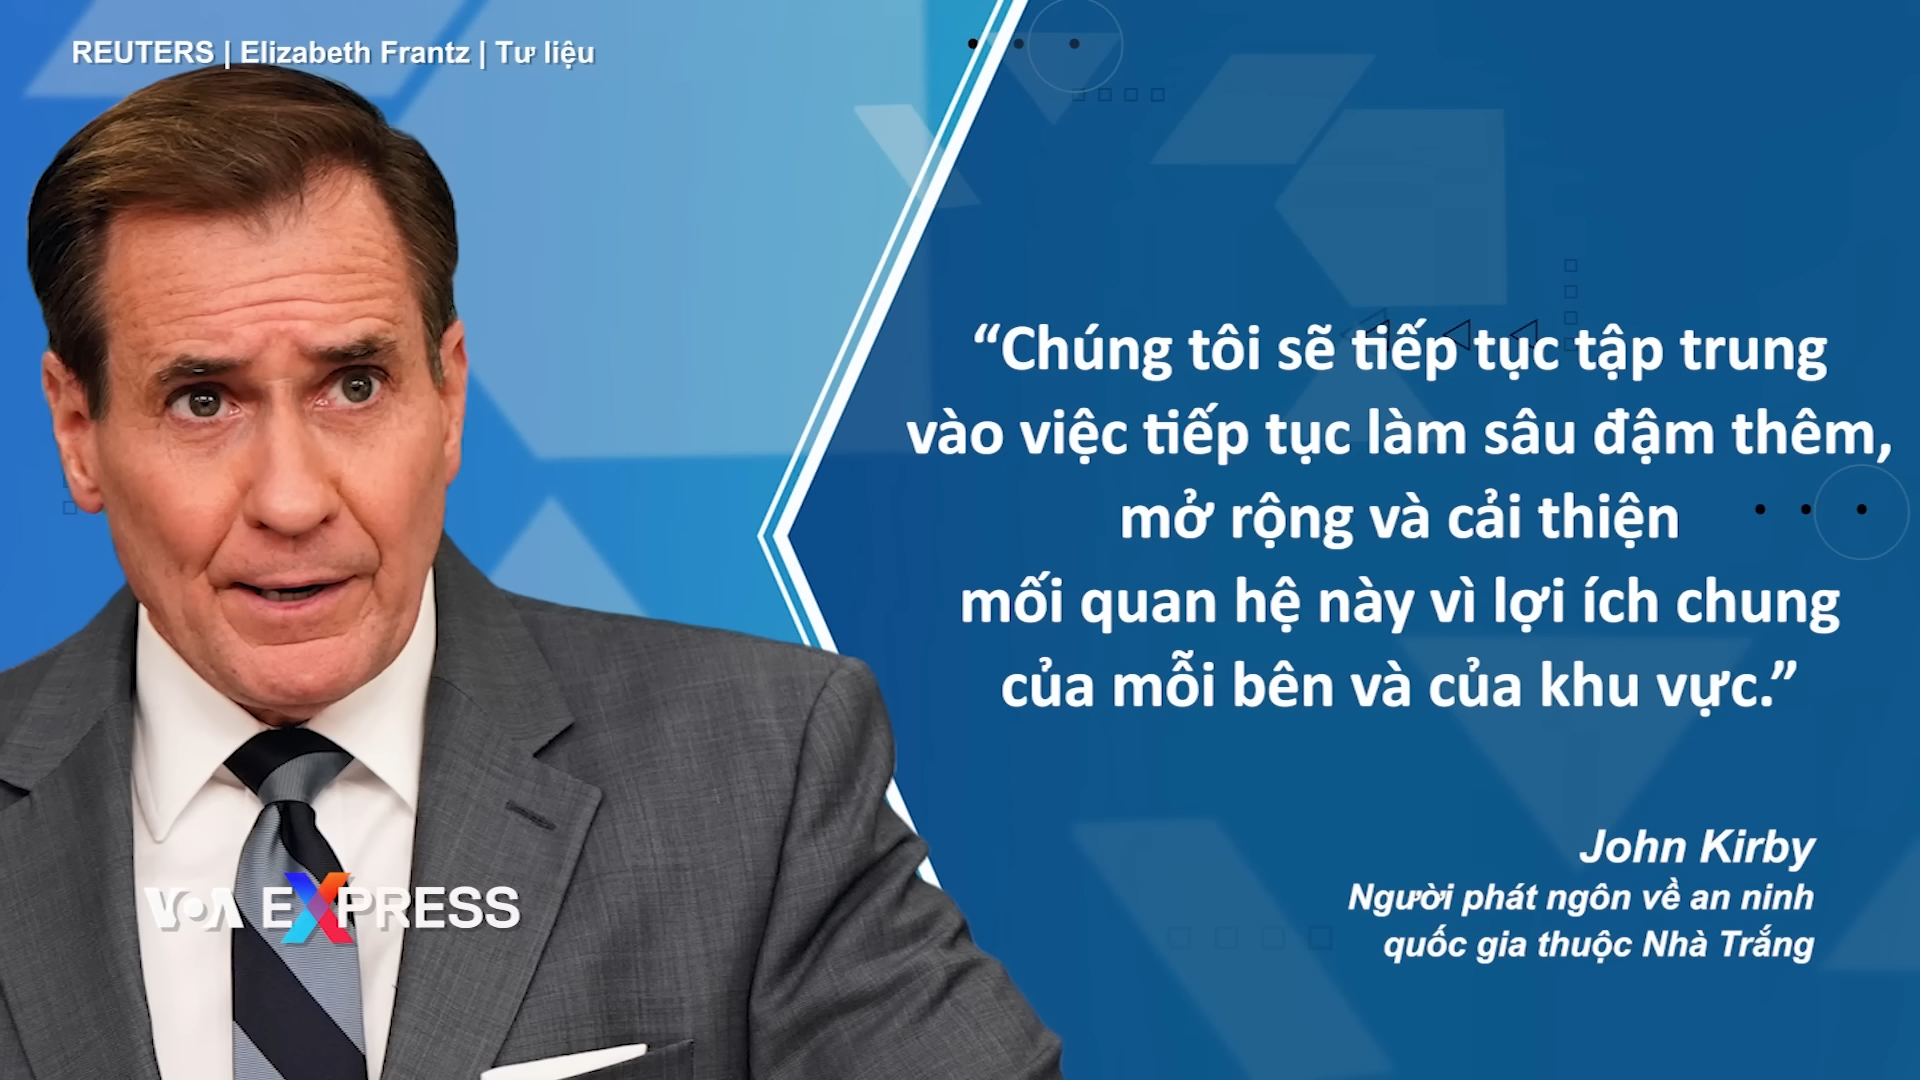 REUTERS | Elizabeth Frantz | Tư liệu
“Chúng tôi sẽ tiếp tục tập trung
vào việc tiếp tục làm sâu đậm thêm,
mở rộng và cải thiện
mối quan hệ này vì lợi ích chung
của mỗi bên và của khu vực.”
John Kirby
Người phát ngôn về an ninh
quốc gia thuộc Nhà Trắng
VOA EXPRESS